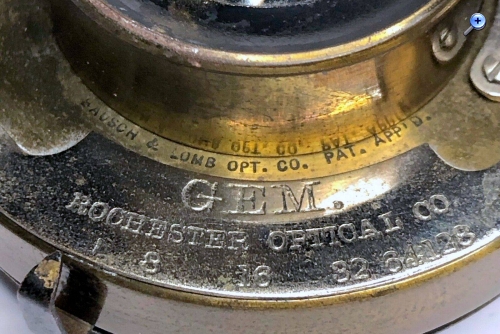 BAUSCH & LOMB OPT. CO. PAT. APP'D.
GEM.
ROCHESTER OPTICAL CO.
8 16 32 64 128